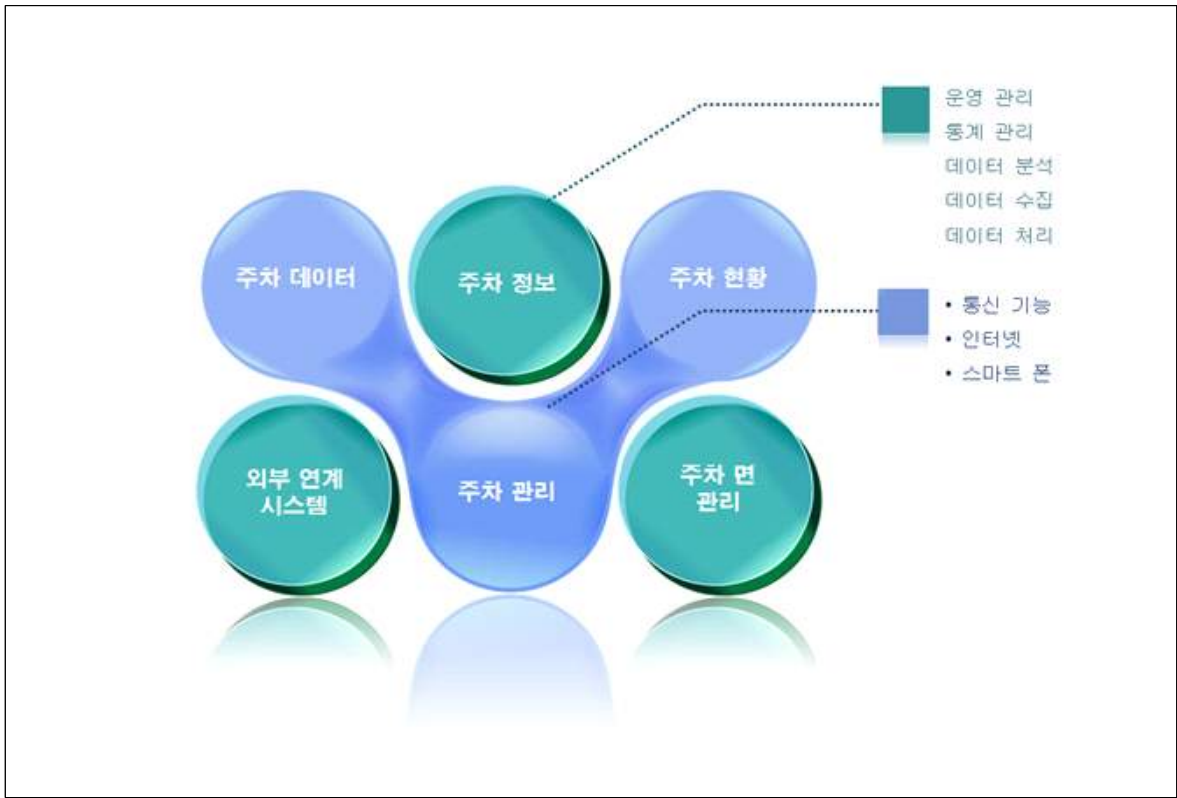 운영 관리
통계 관리
데이터 분석
데이터 수집
데이터 처리
주차 데이터
주차 정보
주차 현황
• 통신 기능
• 인터넷
• 스마트 폰
외부 연계
시스템
주차 관리
주차 면
관리